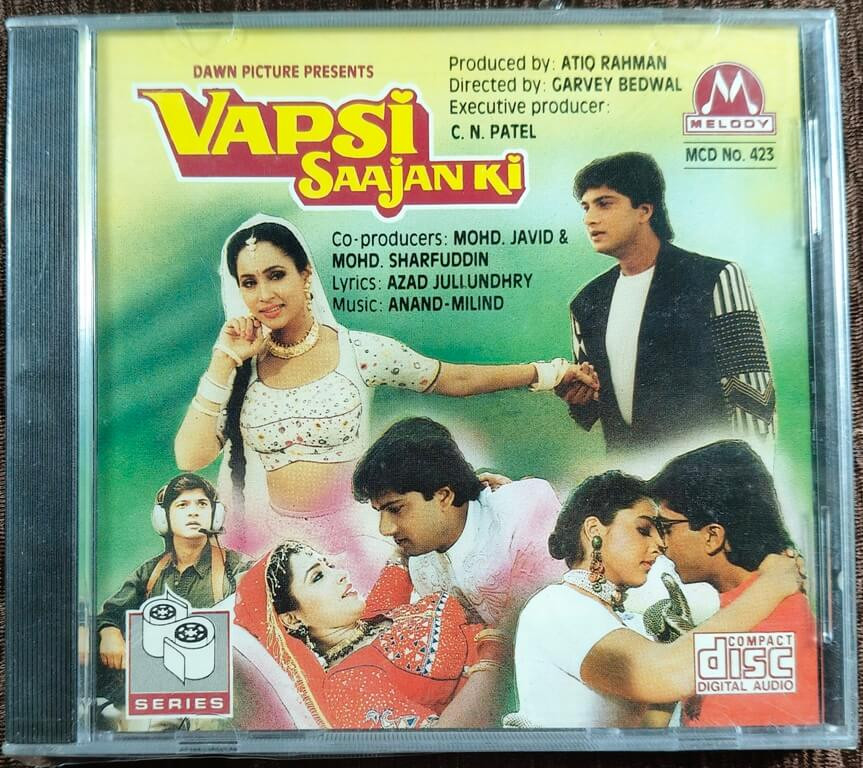 DAWN PICTURE PRESENTS
VAPSI
SAAJAN KI
Produced by: ATIQ RAHMAN
Directed by: GARVEY BEDWAL
Executive producer:
C. N. PATEL
MELODY
MCD No. 423
Co-producers: MOHD. JAVID &
MOHD. SHARFUDDIN
Lyrics: AZAD JULLUNDHRY
Music: ANAND-MILIND
SERIES
COMPACT
disc
DIGITAL AUDIO